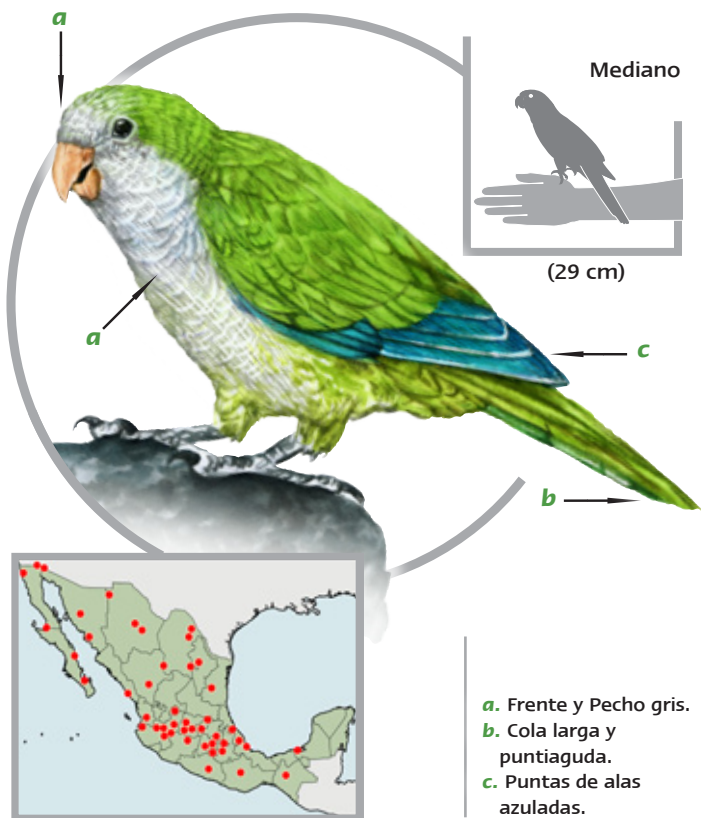 a
Mediano
(29 cm)
a
c
b
a. Frente y Pecho gris.
b. Cola larga y
puntiaguda.
c. Puntas de alas
azuladas.